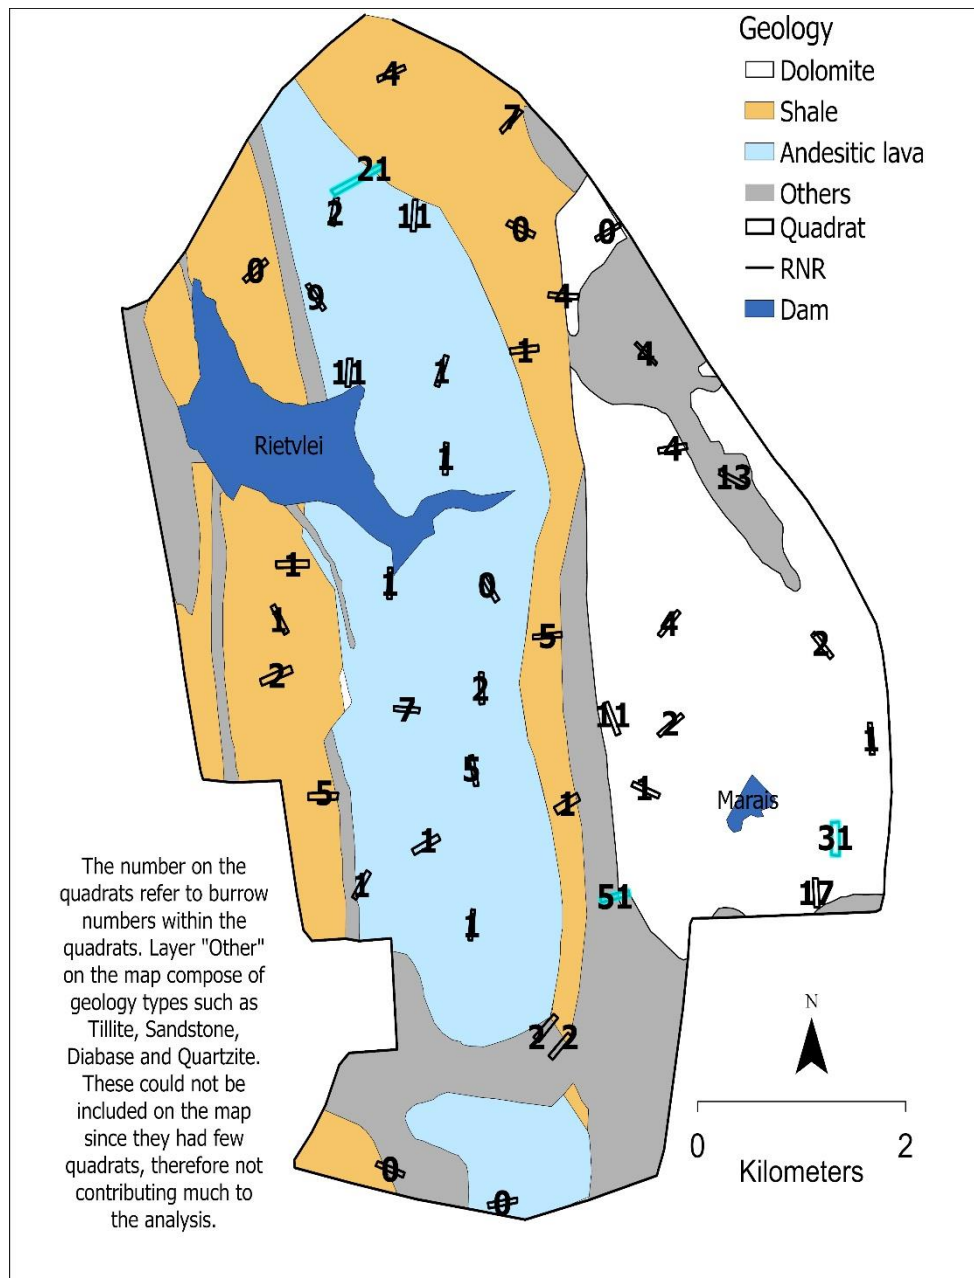 Geology
Dolomite
Shale
Andesitic lava
Others
Quadrat
RNR
Dam
4
7
21
2
11
0
0
0
9
4
1
4
11
1
Rietvlei
1
4
13
1
1
0
1
4
5
2
2
2
7
11
2
1
5
1
Marais
5
1
1
31
1
51
17
1
2
2
0
0
The number on the
quadrats refer to burrow
numbers within the
quadrats. Layer "Other"
on the map compose of
geology types such as
Tillite, Sandstone,
Diabase and Quartzite.
These could not be
included on the map
since they had few
quadrats, therefore not
contributing much to
the analysis.
N
0
2
Kilometers